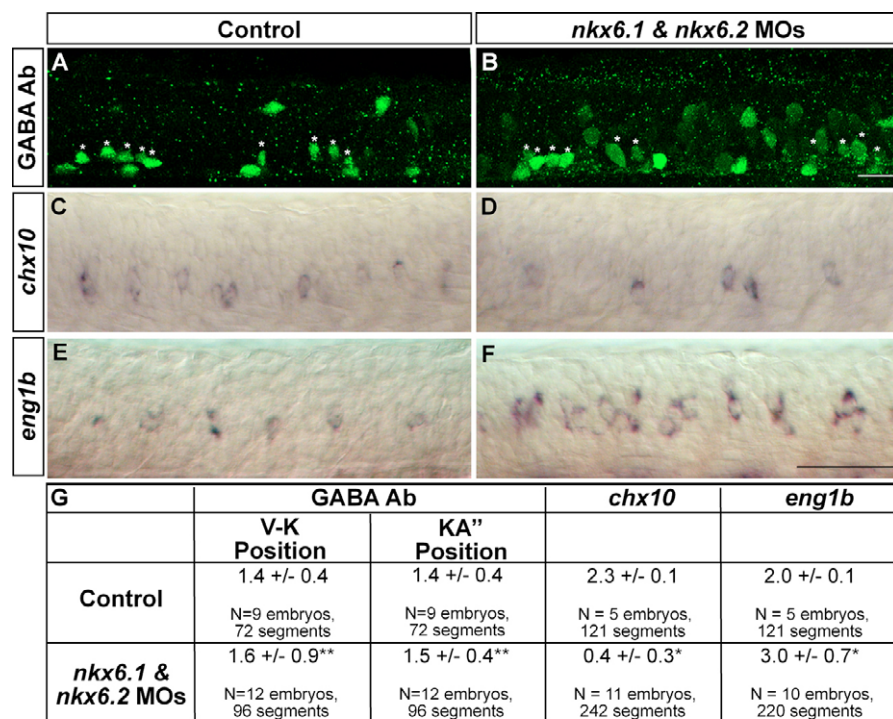 Control
nkx6.1 & nkx6.2 MOs
GABA Ab
A
* * * * * * * * *
B
* * * * * * * * * *
chx10
C
D
eng1b
E
F
G
GABA Ab
chx10
eng1b
V-K
Position
KA”
Position
Control
1.4 +/- 0.4
1.4 +/- 0.4
2.3 +/- 0.1
2.0 +/- 0.1
N=9 embryos,
72 segments
N=9 embryos,
72 segments
N = 5 embryos,
121 segments
N = 5 embryos,
121 segments
nkx6.1 &
nkx6.2 MOs
1.6 +/- 0.9**
1.5 +/- 0.4**
0.4 +/- 0.3*
3.0 +/- 0.7*
N=12 embryos,
96 segments
N=12 embryos,
96 segments
N = 11 embryos,
242 segments
N = 10 embryos,
220 segments